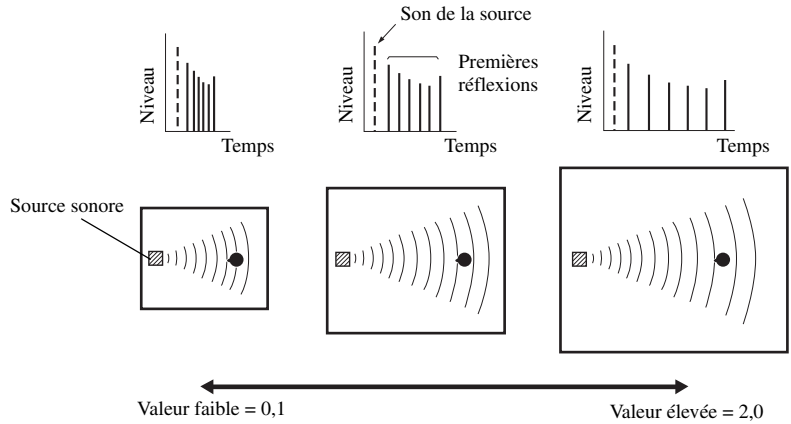 Son de la source
Niveau
Temps
Niveau
Premières
réflexions
Temps
Niveau
Temps
Source sonore
Valeur faible = 0,1
Valeur élevée = 2,0